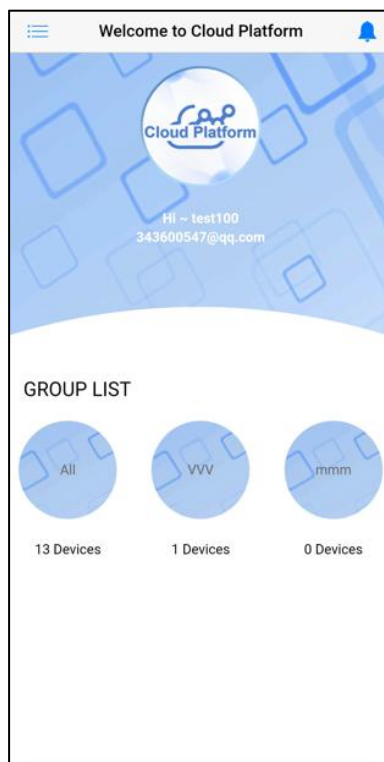 Welcome to Cloud Platform
Cloud Platform
Hi ~ test100
343600547@qq.com
GROUP LIST
All
VVV
mmm
13 Devices
1 Devices
0 Devices